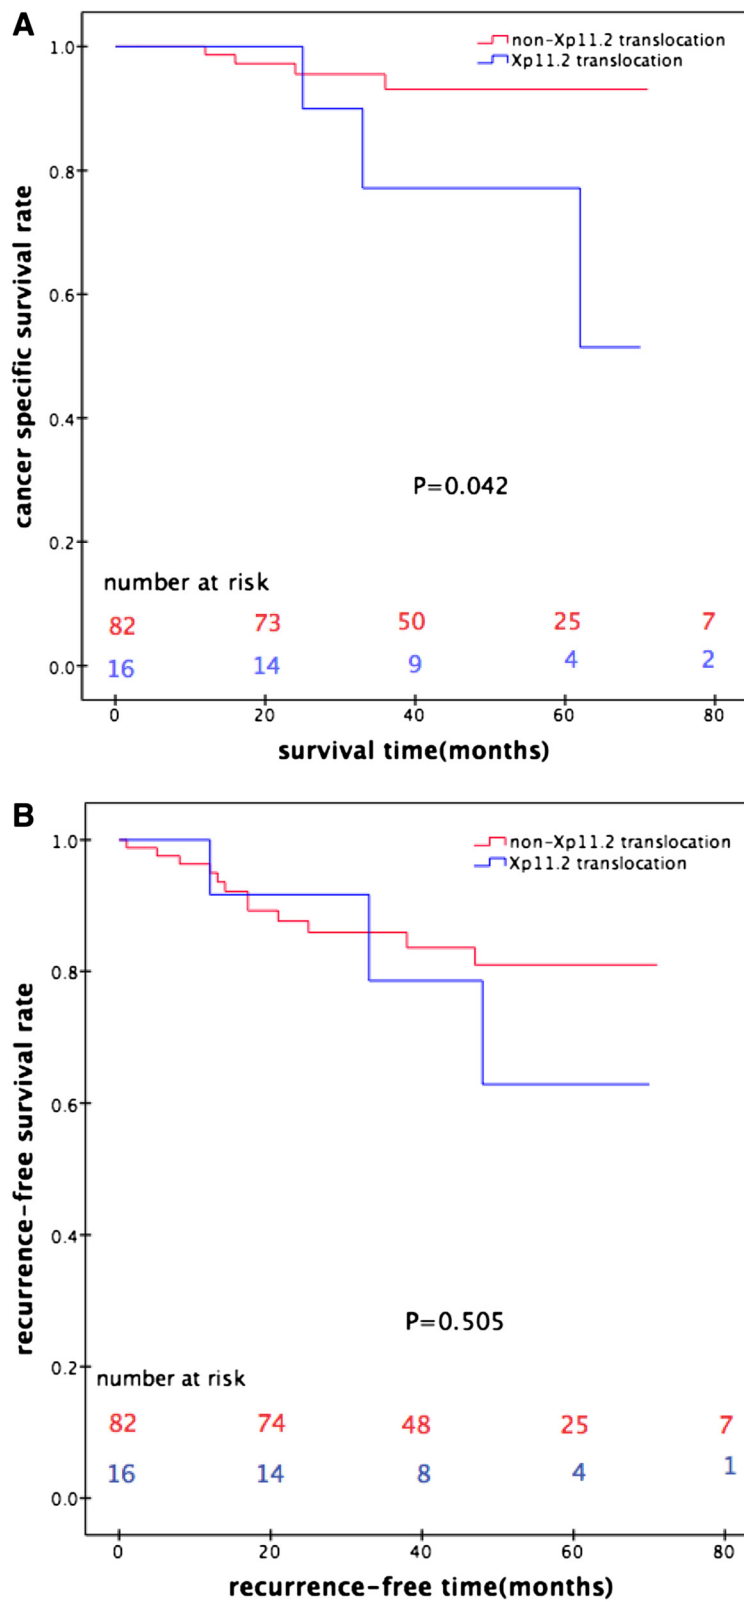 A
non-Xp11.2 translocation
Xp11.2 translocation
1.0
0.8
0.6
0.4
0.2
0.0
cancer specific survival rate
P=0.042
number at risk
82 73 50 25 7
16 14 9 4 2
0 20 40 60 80
survival time(months)
B
non-Xp11.2 translocation
Xp11.2 translocation
1.0
0.8
0.6
0.4
0.2
0.0
recurrence-free survival rate
P=0.505
number at risk
82 74 48 25 7
16 14 8 4 1
0 20 40 60 80
recurrence-free time(months)